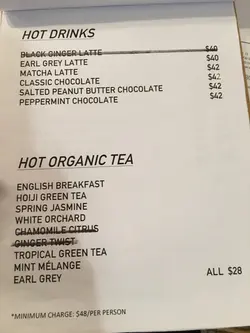 HOT DRINKS
BLACK GINGER LATTE $40
EARL GREY LATTE $40
MATCHA LATTE $42
CLASSIC CHOCOLATE $42
SALTED PEANUT BUTTER CHOCOLATE $42
PEPPERMINT CHOCOLATE $42
HOT ORGANIC TEA
ENGLISH BREAKFAST
HOIJI GREEN TEA
SPRING JASMINE
WHITE ORCHARD
CHAMOMILE CITRUS
GINGER TWIST
TROPICAL GREEN TEA
MINT MÉLANGE
EARL GREY ALL $28
*MINIMUM CHARGE: $48/PER PERSON